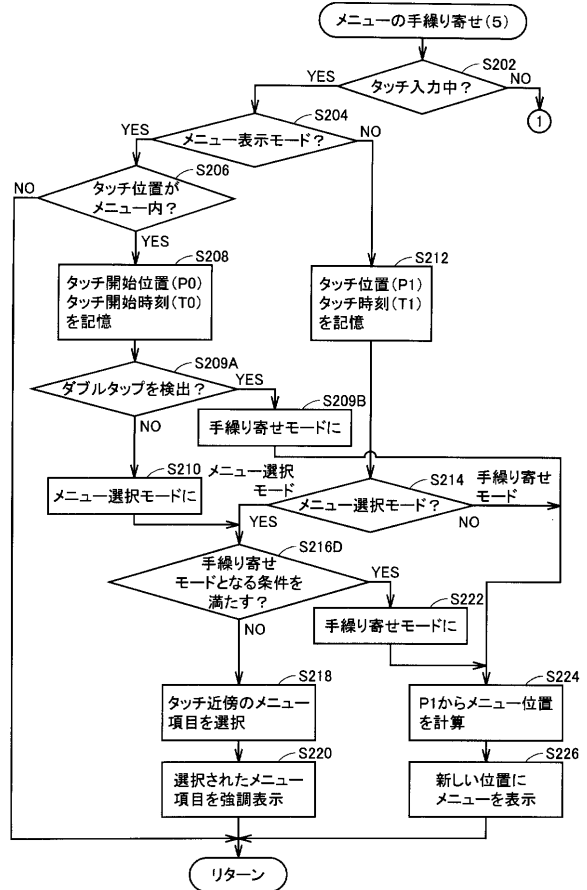 メニューの手繰り寄せ(5)
S202
タッチ入力中?
YES
NO
1
S204
メニュー表示モード?
YES
NO
S206
タッチ位置が
メニュー内?
NO
YES
S208
タッチ開始位置(P0)
タッチ開始時刻(T0)
を記憶
S212
タッチ位置(P1)
タッチ時刻(T1)
を記憶
S209A
ダブルタップを検出?
YES
NO
S209B
手繰り寄せモードに
S210
メニュー選択モードに
メニュー選択
モード
S214
メニュー選択モード?
手繰り寄せ
モード
YES
NO
S216D
手繰り寄せ
モードとなる条件を
満たす?
YES
NO
S222
手繰り寄せモードに
S218
タッチ近傍のメニュー
項目を選択
S224
P1からメニュー位置
を計算
S220
選択されたメニュー
項目を強調表示
S226
新しい位置に
メニューを表示
リターン